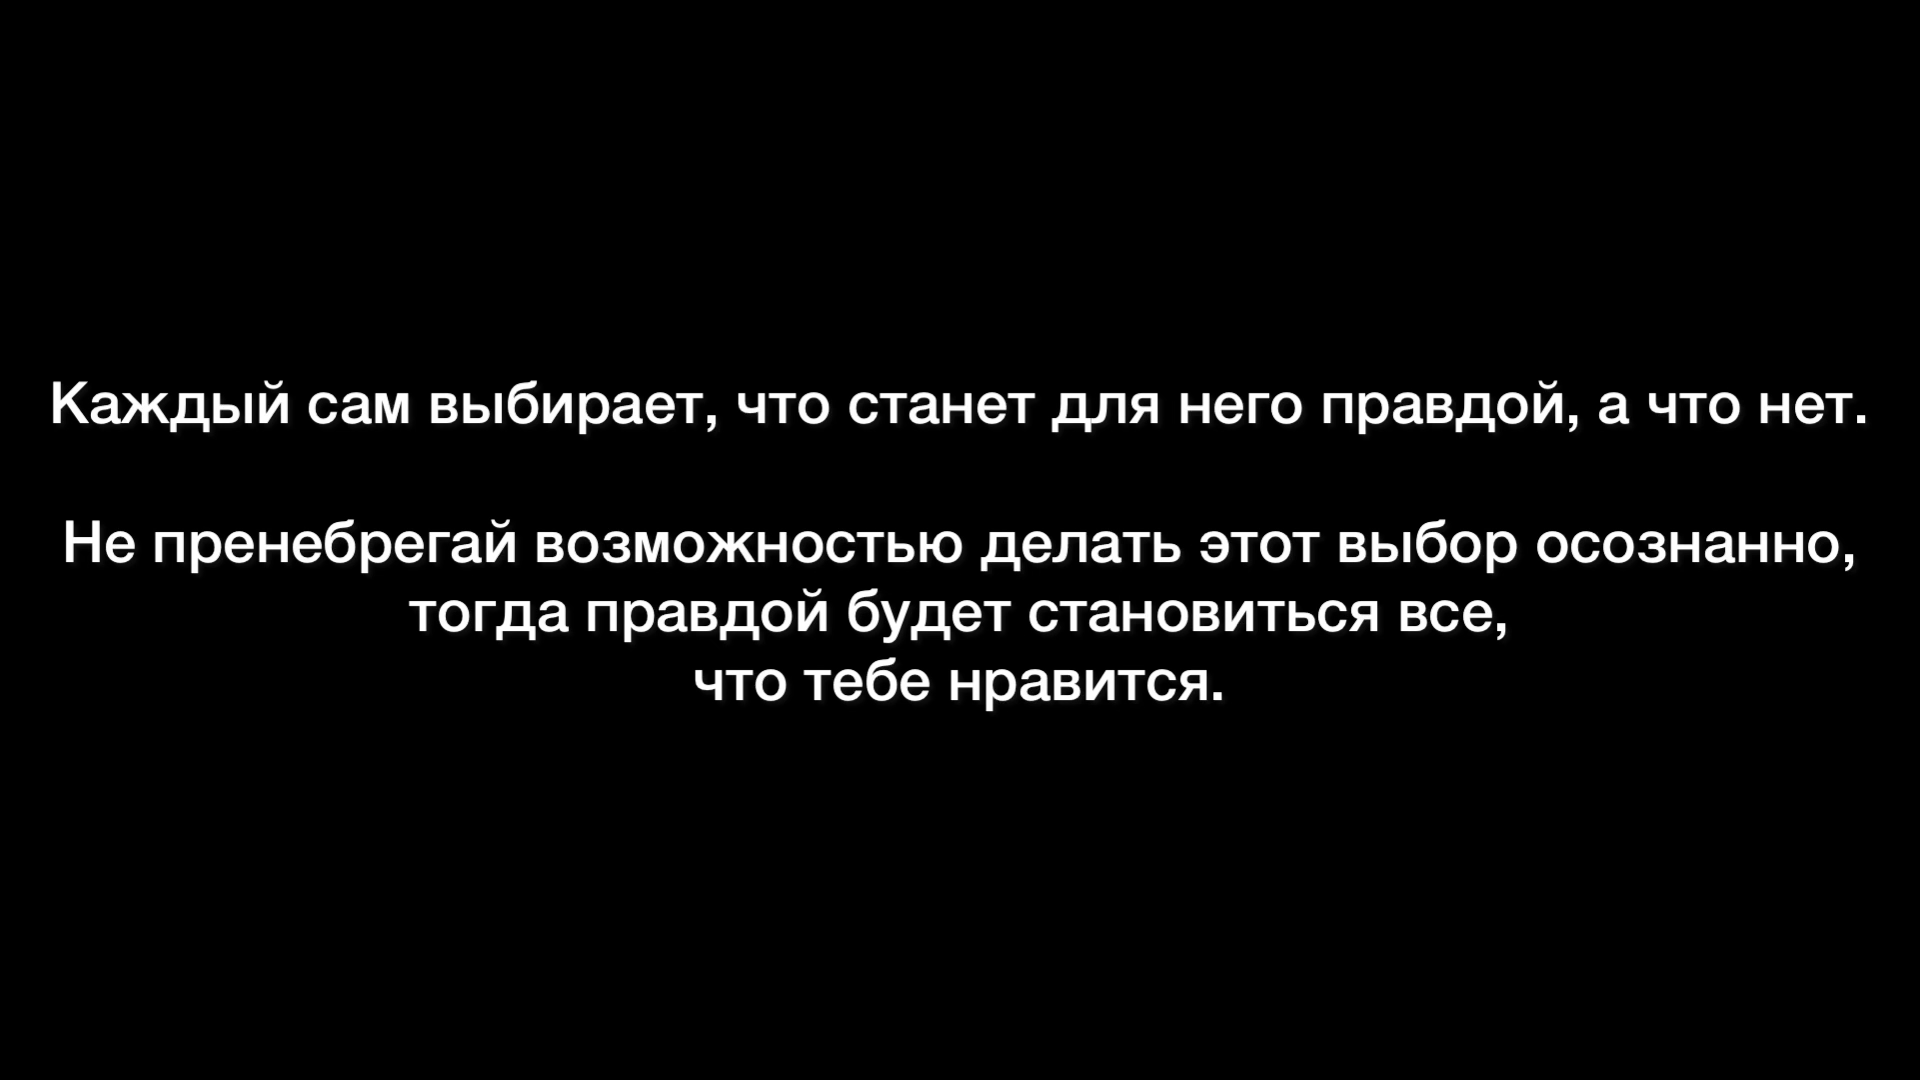 Каждый сам выбирает, что станет для него правдой, а что нет.
Не пренебрегай возможностью делать этот выбор осознанно,
тогда правдой будет становиться все,
что тебе нравится.